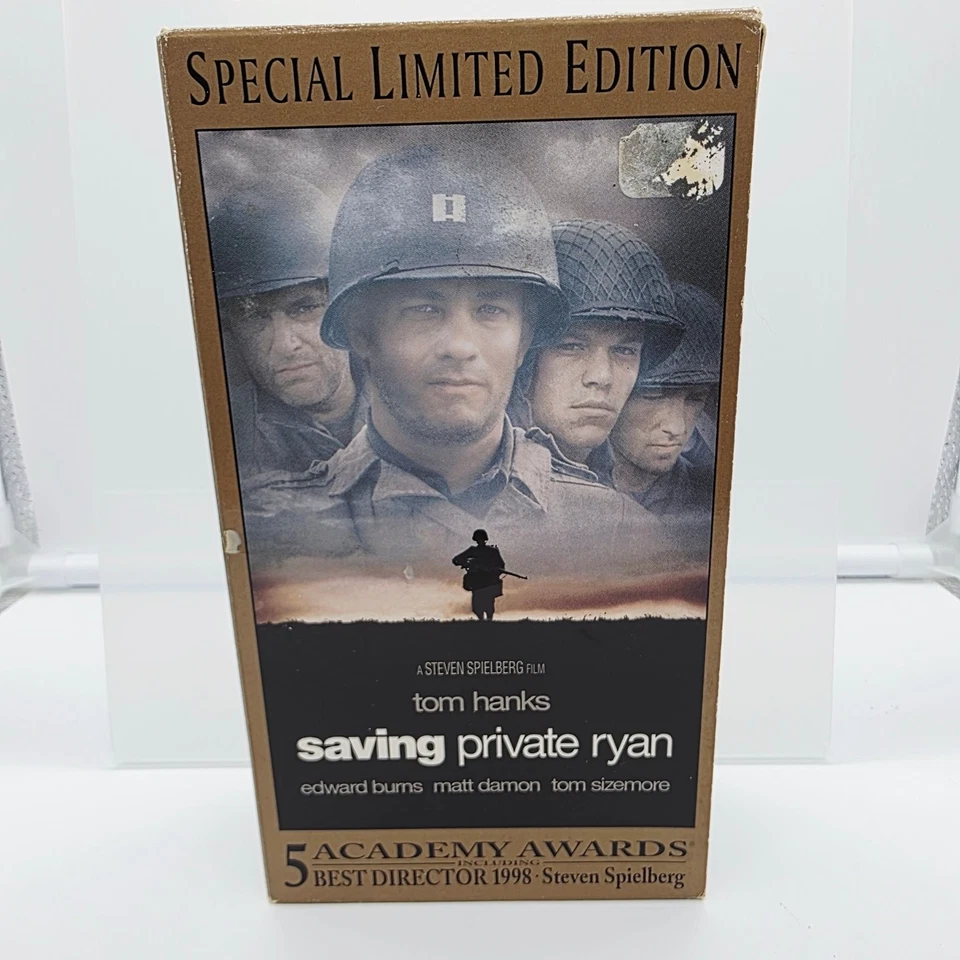 SPECIAL LIMITED EDITION
A STEVEN SPIELBERG FILM
tom hanks
saving private ryan
edward burns matt damon tom sizemore
5 ACADEMY AWARDS®
INCLUDING
BEST DIRECTOR 1998 · Steven Spielberg